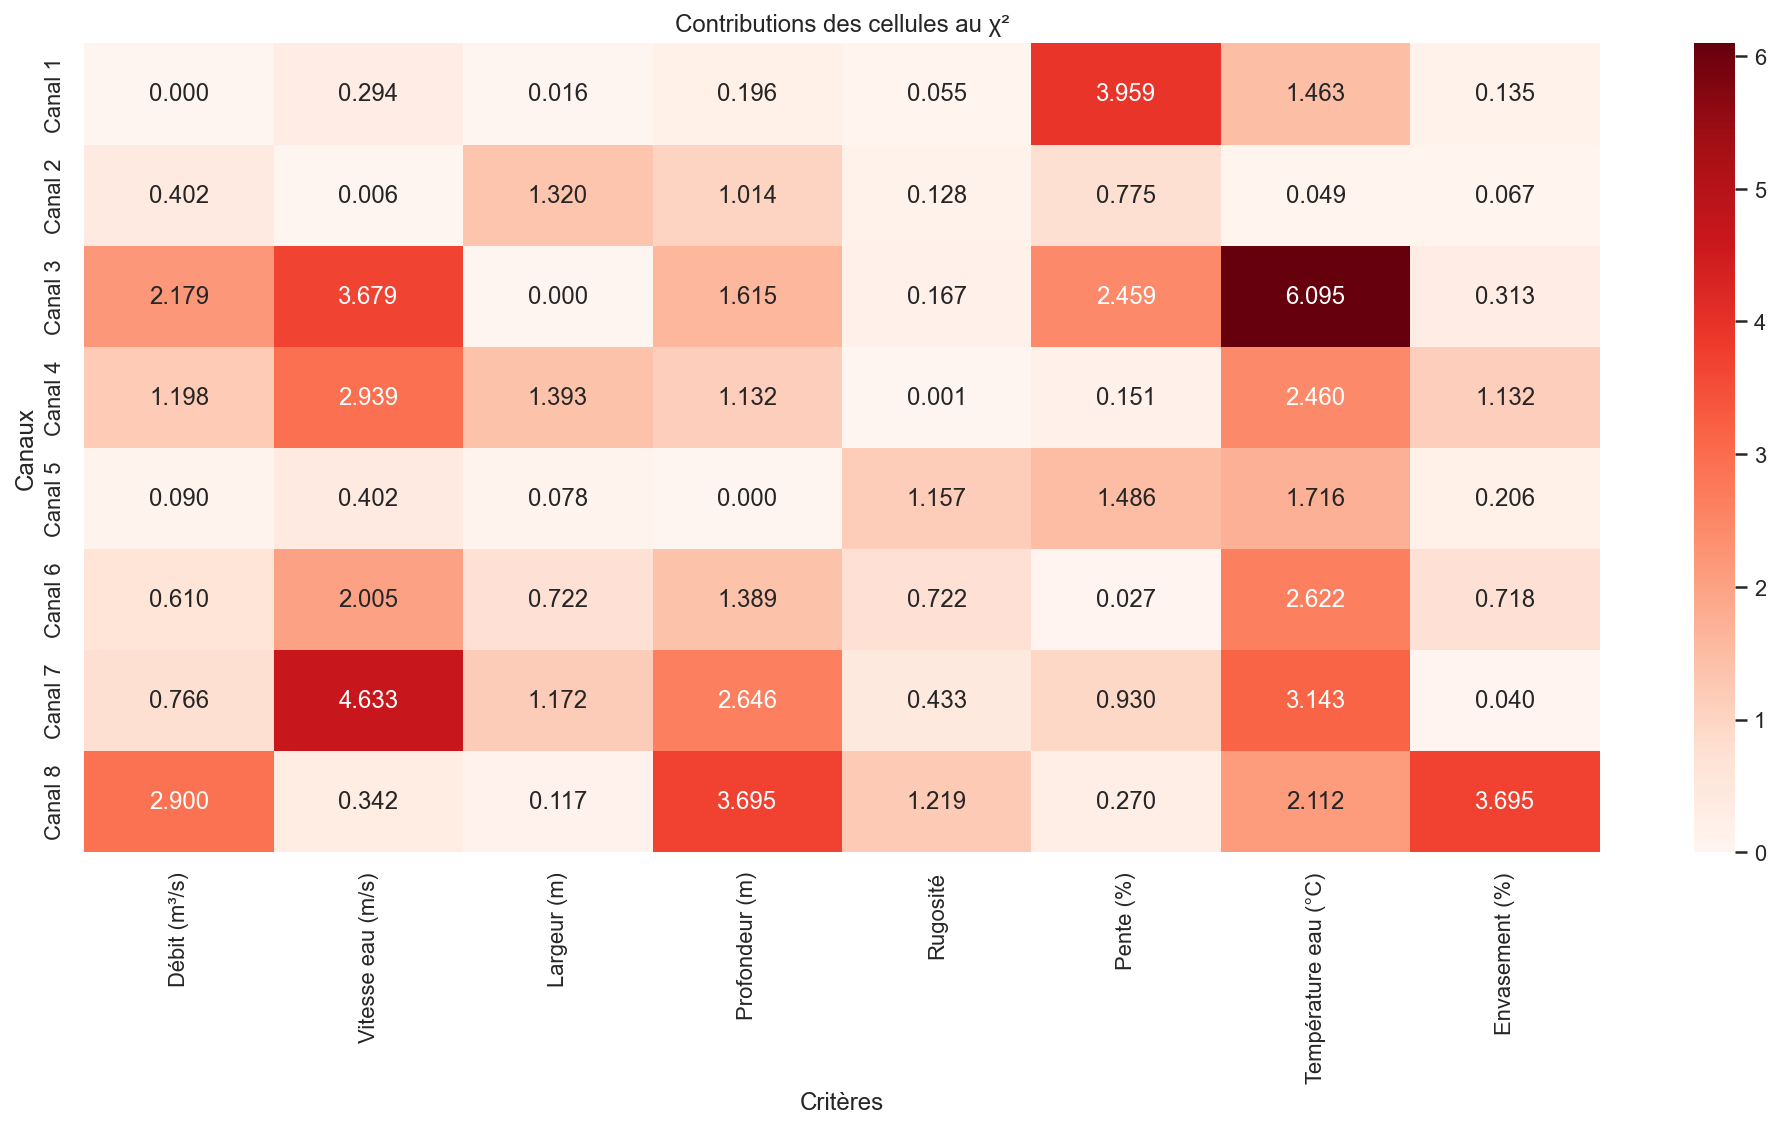 Contributions des cellules au χ²
Canaux
Canal 1 0.000 0.294 0.016 0.196 0.055 3.959 1.463 0.135
Canal 2 0.402 0.006 1.320 1.014 0.128 0.775 0.049 0.067
Canal 3 2.179 3.679 0.000 1.615 0.167 2.459 6.095 0.313
Canal 4 1.198 2.939 1.393 1.132 0.001 0.151 2.460 1.132
Canal 5 0.090 0.402 0.078 0.000 1.157 1.486 1.716 0.206
Canal 6 0.610 2.005 0.722 1.389 0.722 0.027 2.622 0.718
Canal 7 0.766 4.633 1.172 2.646 0.433 0.930 3.143 0.040
Canal 8 2.900 0.342 0.117 3.695 1.219 0.270 2.112 3.695
Débit (m³/s)
Vitesse eau (m/s)
Largeur (m)
Profondeur (m)
Rugosité
Pente (%)
Température eau (°C)
Envasement (%)
Critères
6
5
4
3
2
1
0